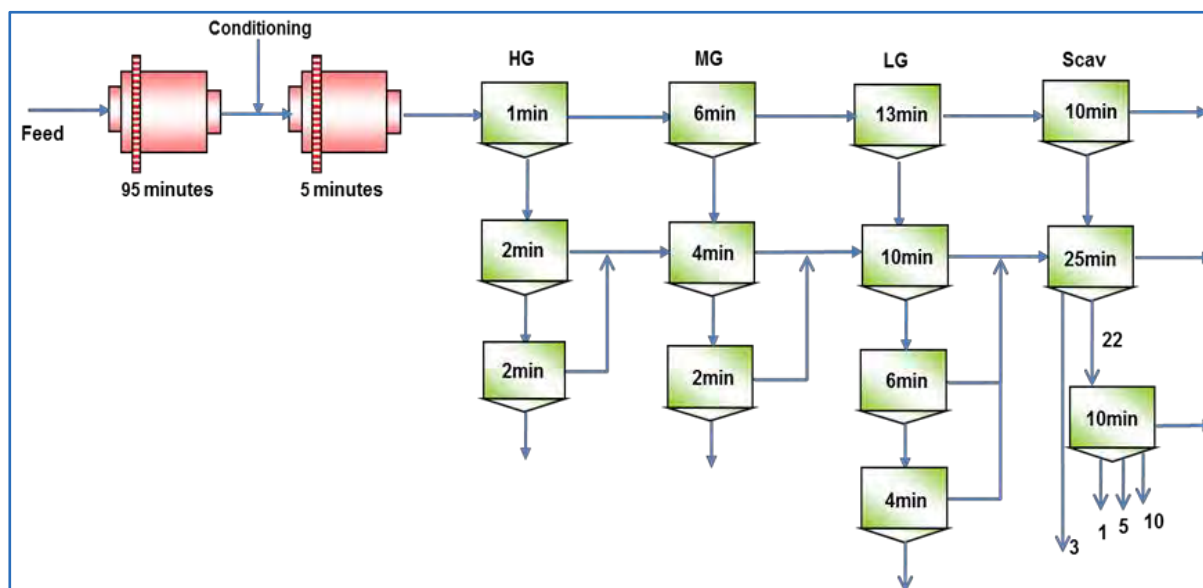 Conditioning
Feed
95 minutes
5 minutes
HG
MG
LG
Scav
1min
6min
13min
10min
2min
4min
10min
25min
22
2min
2min
6min
10min
4min
3
1
5
10